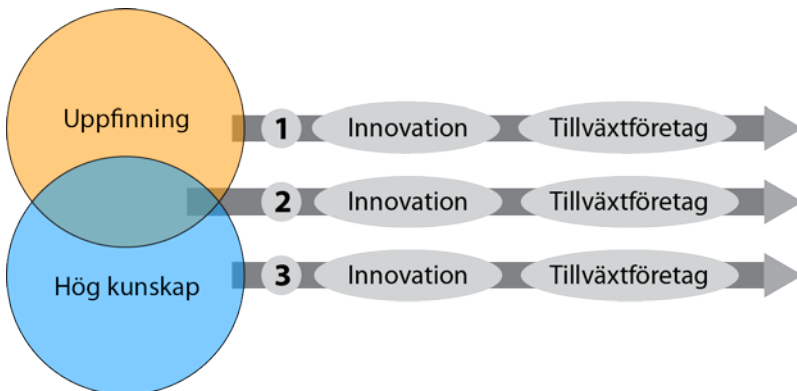 Uppfinning
1 Innovation Tillväxtföretag
2 Innovation Tillväxtföretag
Hög kunskap
3 Innovation Tillväxtföretag